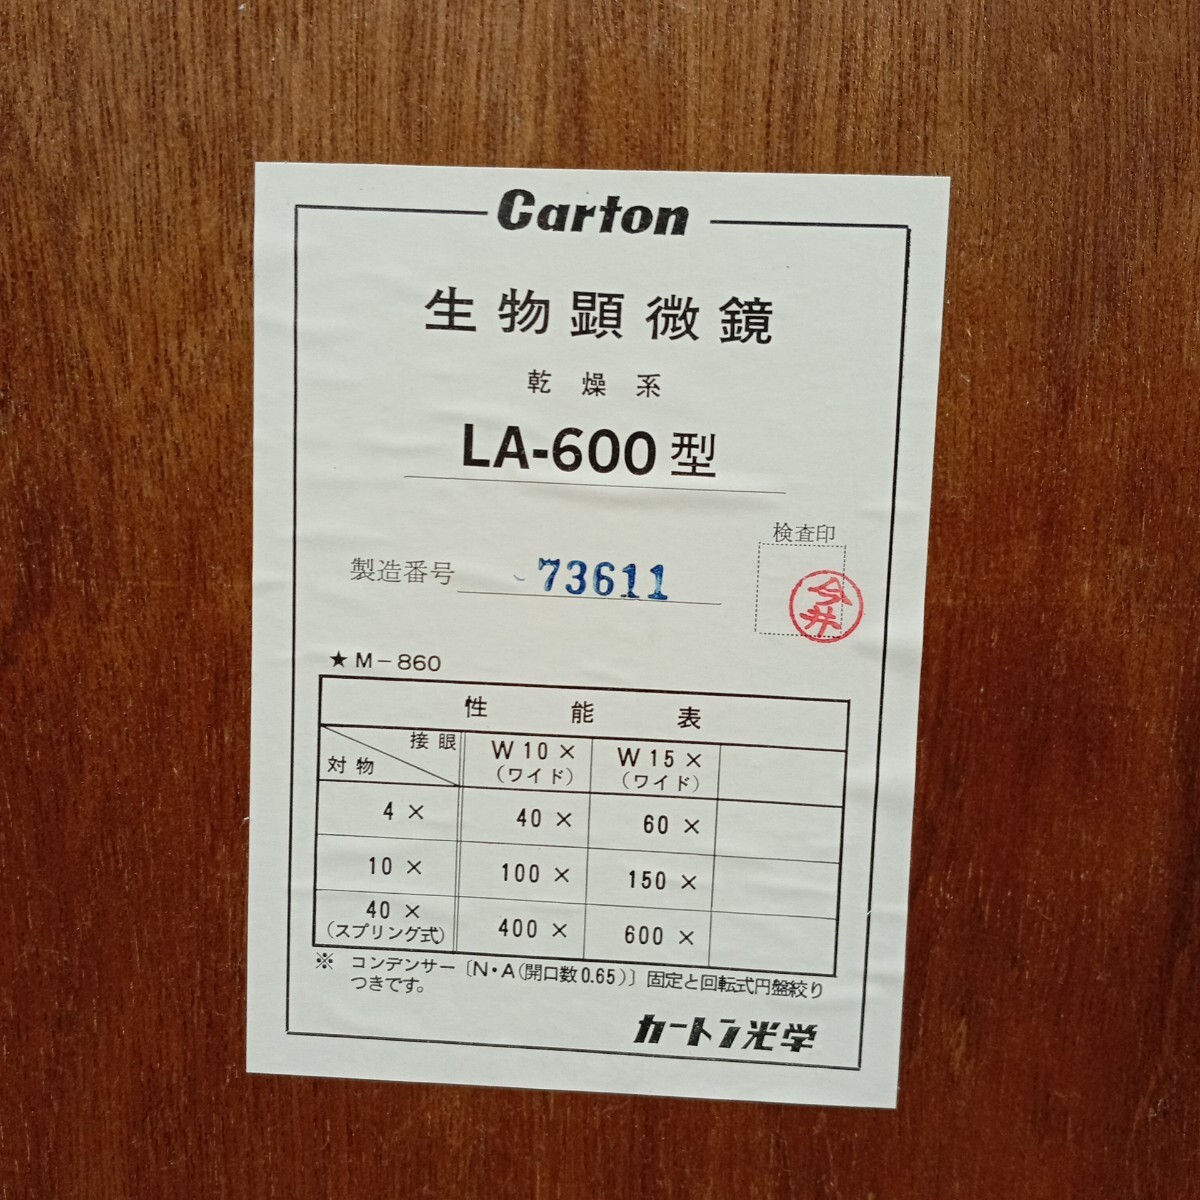 Carton
生物顕微鏡
乾燥系
LA-600型
検査印
製造番号 73611
今井
★M-860
性能表
接眼 W10× W15×
対物 (ワイド) (ワイド)
4× 40× 60×
10× 100× 150×
40× 400× 600×
(スプリング式)
※ コンデンサー〔N・A(開口数0.65)〕固定と回転式円盤絞り
つきです。
カートン光学